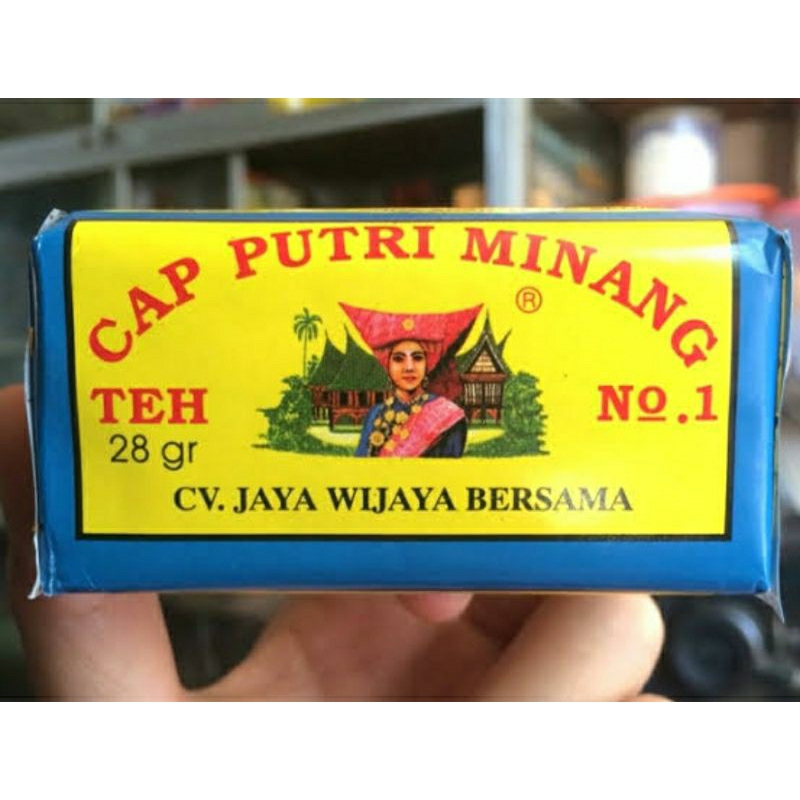 CAP PUTRI MINANG
®
TEH
No.1
28 gr
CV. JAYA WIJAYA BERSAMA